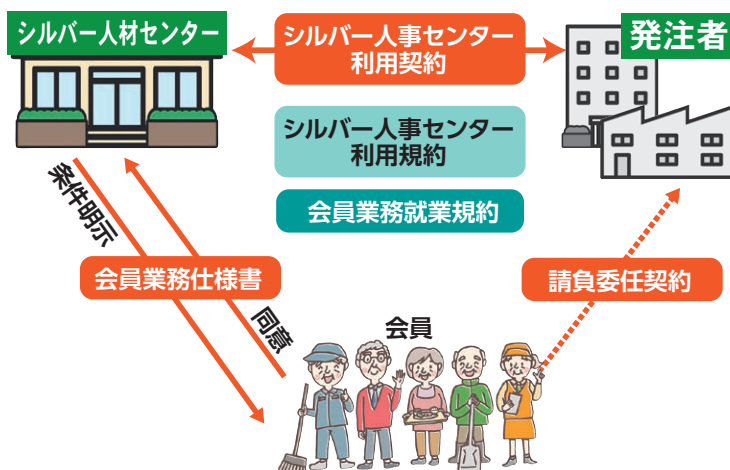 シルバー人材センター
シルバー人事センター
利用契約
発注者
シルバー人事センター
利用規約
会員業務就業規約
条件明示
会員業務仕様書
同意
請負委任契約
会員